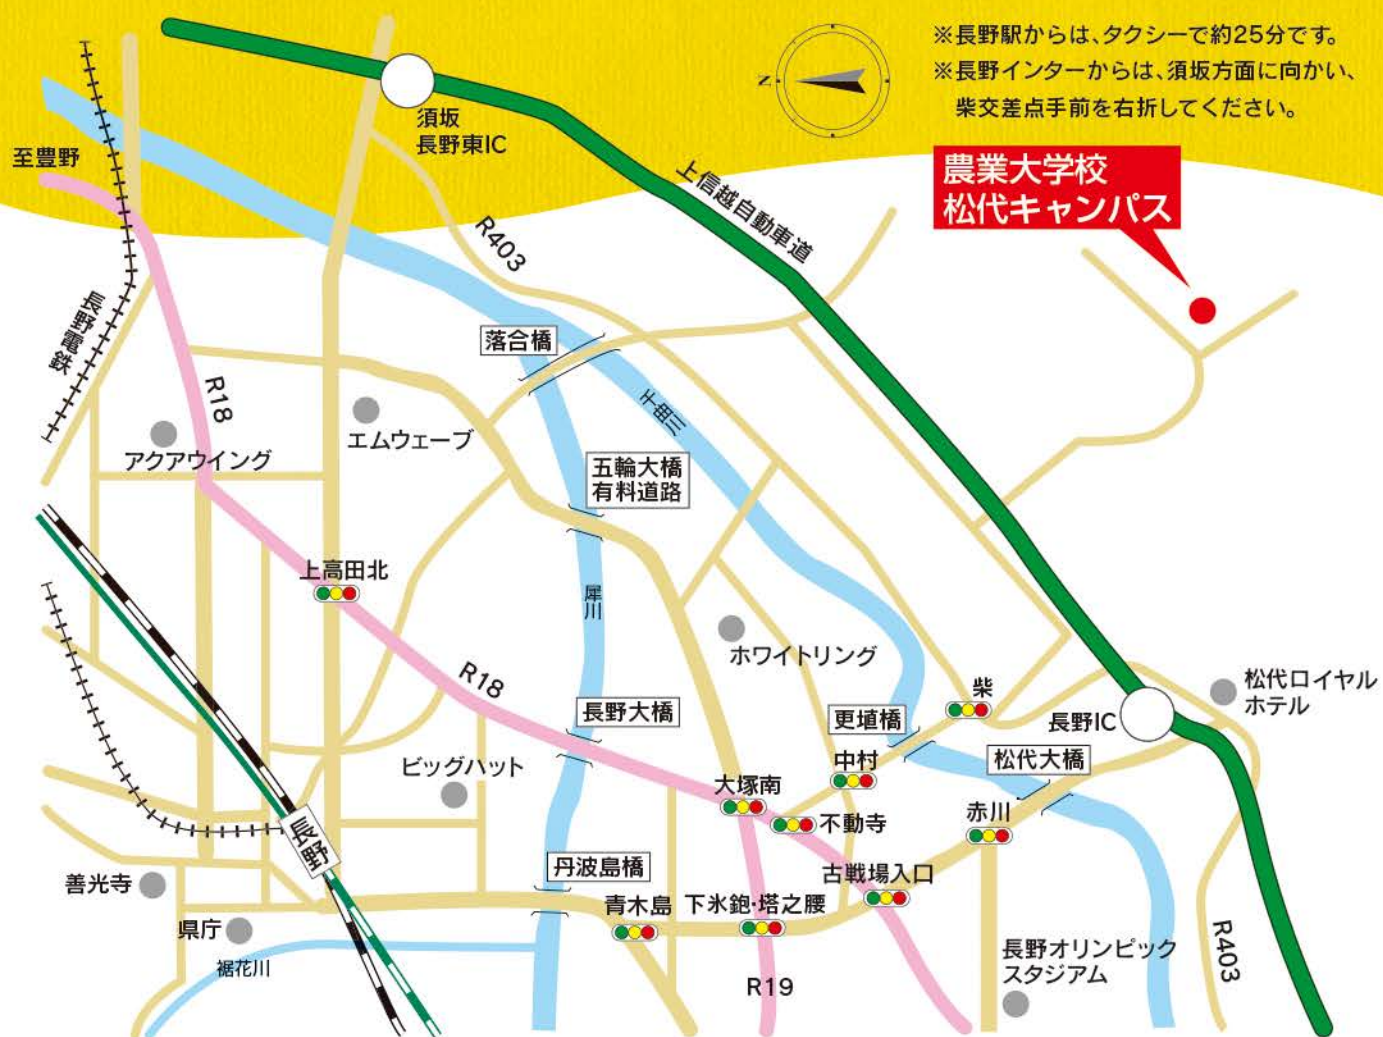 N
※長野駅からは、タクシーで約25分です。
※長野インターからは、須坂方面に向かい、
柴交差点手前を右折してください。
須坂
長野東IC
至豊野
農業大学校
松代キャンパス
上信越自動車道
R403
長野電鉄
落合橋
R18
千曲川
エムウェーブ
アクアウイング
五輪大橋
有料道路
上高田北
犀川
ホワイトリング
R18
柴
松代ロイヤル
ホテル
長野大橋
更埴橋
長野IC
中村
松代大橋
ビッグハット
大塚南
不動寺
赤川
長野
丹波島橋
古戦場入口
善光寺
青木島
下氷鉋・塔之腰
県庁
裾花川
長野オリンピック
スタジアム
R403
R19